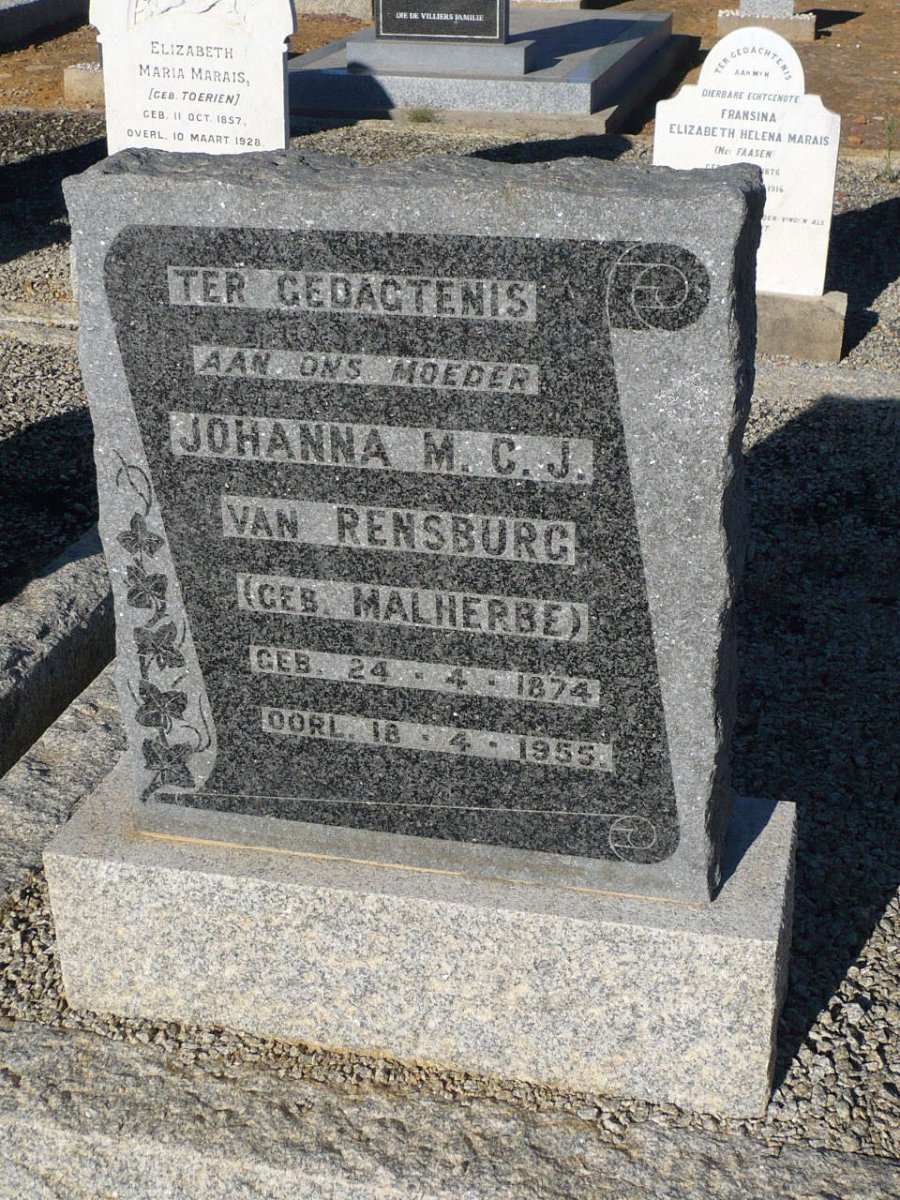 DIE DE VILLIERS FAMILIE
ELIZABETH
MARIA MARAIS,
[GEB. TOERIEN]
GEB. 11 OCT. 1857,
OVERL. 10 MAART 1928.
TER GEDACHTENIS
AAN MYN
DIERBARE ECHTGENOTE
FRANSINA
ELIZABETH HELENA MARAIS
(NEE FAASEN
TER GEDAGTENIS
AAN. ONS MOEDER
JOHANNA M. C. J.
VAN RENSBURG
(GEB. MALHERBE)
GEB. 24 - 4 - 1874
OORL. 18 - 4 - 1955.